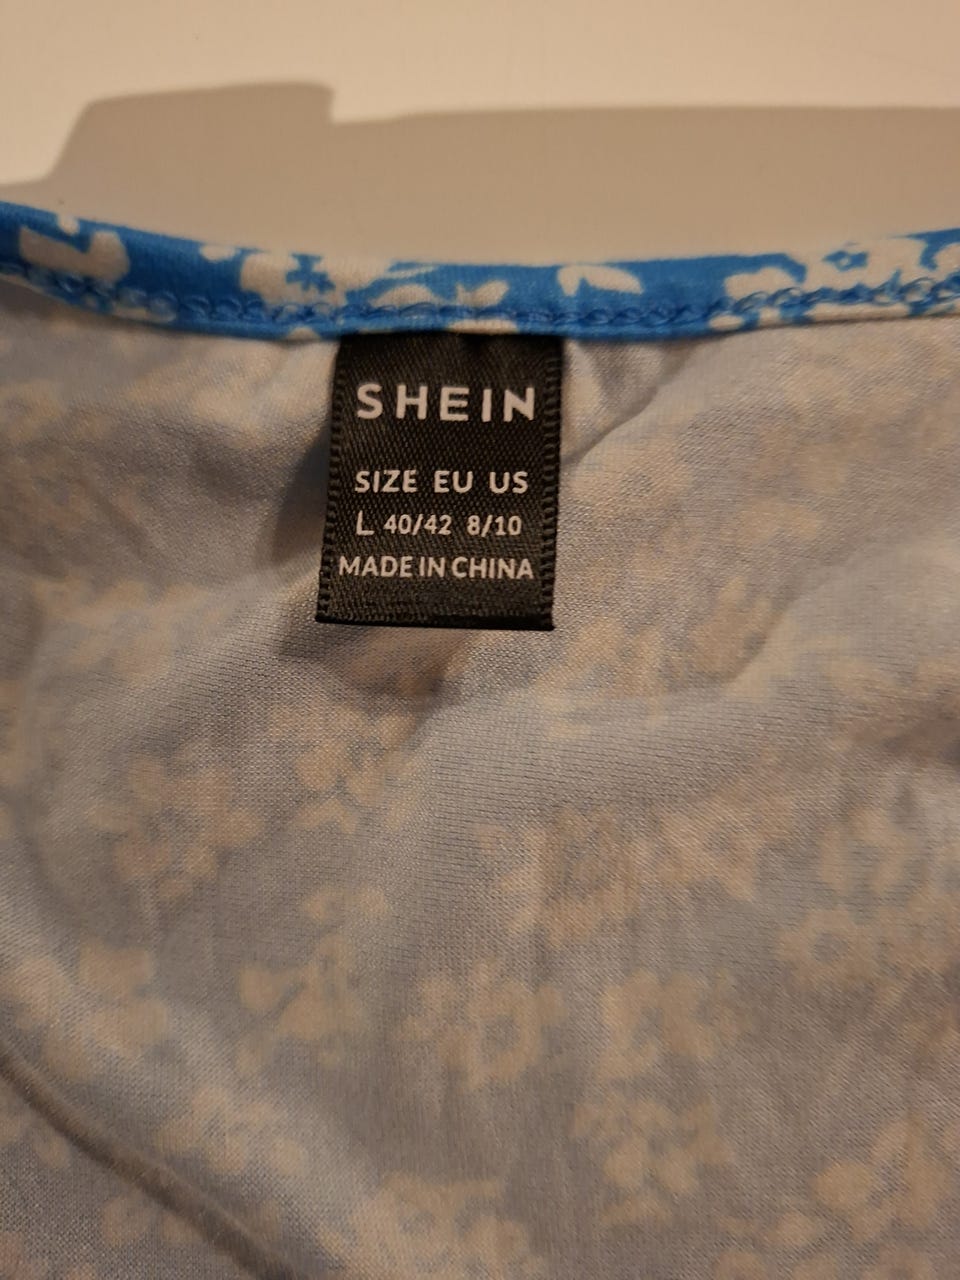 SHEIN
SIZE EU US
L 40/42 8/10
MADE IN CHINA